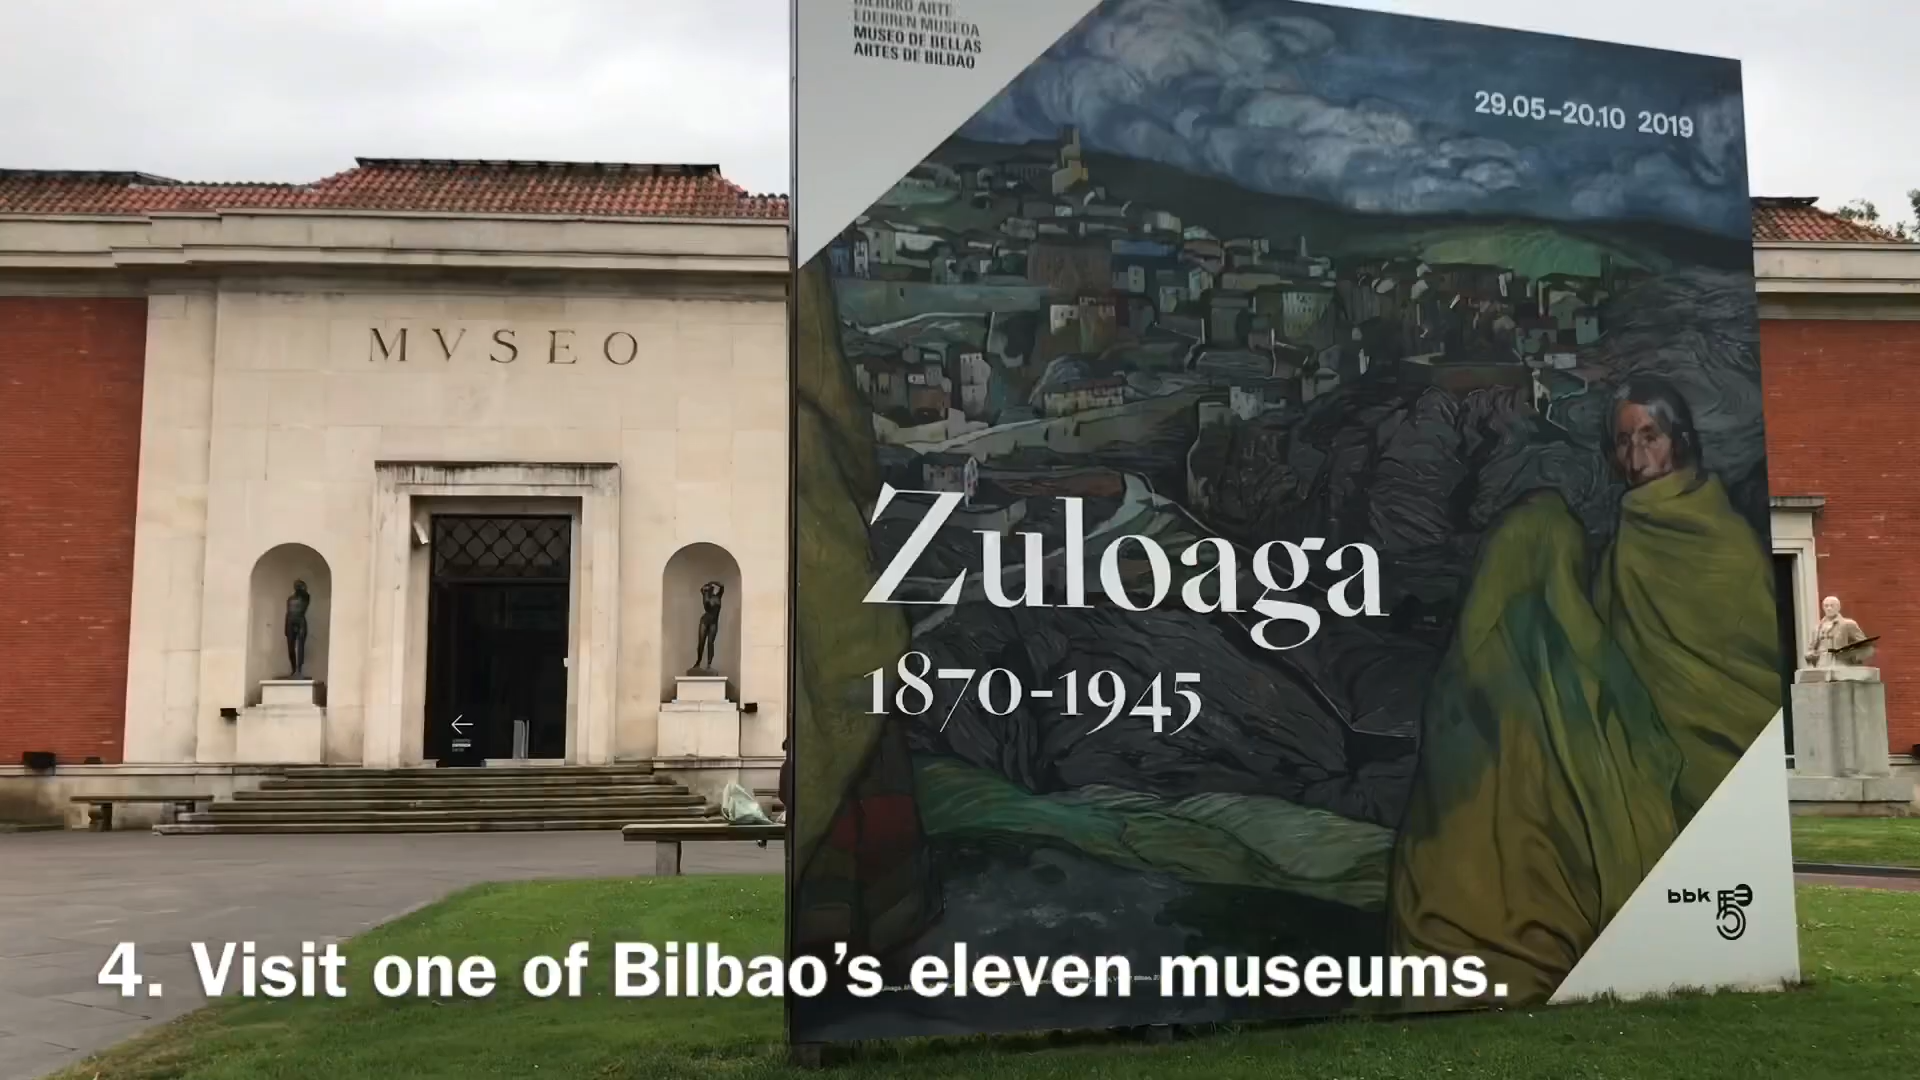 BILBOKO ARTE
EDERREN MUSEOA
MUSEO DE BELLAS
ARTES DE BILBAO
29.05-20.10 2019
MVSEO
Zuloaga
1870-1945
bbk
4. Visit one of Bilbao’s eleven museums.